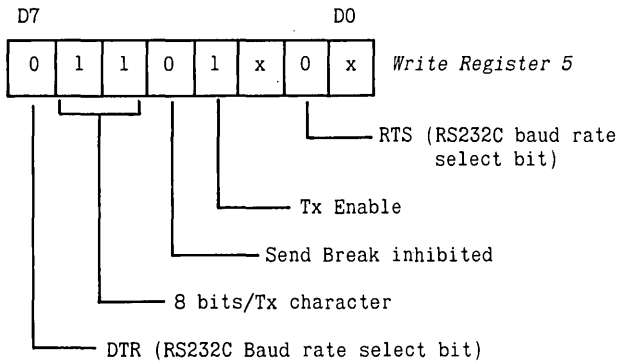 D7 D0
0 1 1 0 1 x 0 x Write Register 5
RTS (RS232C baud rate
select bit)
Tx Enable
Send Break inhibited
8 bits/Tx character
DTR (RS232C Baud rate select bit)